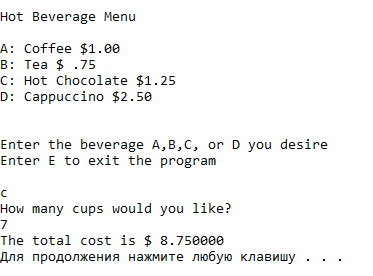 Hot Beverage Menu
A: Coffee $1.00
B: Tea $ .75
C: Hot Chocolate $1.25
D: Cappuccino $2.50
Enter the beverage A,B,C, or D you desire
Enter E to exit the program
c
How many cups would you like?
7
The total cost is $ 8.750000
Для продолжения нажмите любую клавишу . . .